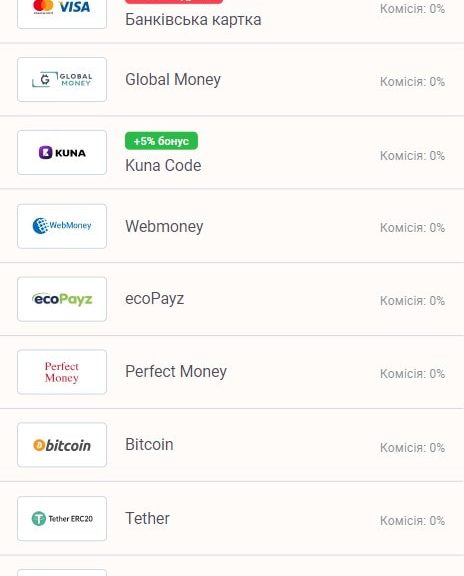 VISA
Банківська картка
Комісія: 0%
GLOBAL
MONEY
Global Money
Комісія: 0%
KUNA
+5% бонус
Kuna Code
Комісія: 0%
WebMoney
Webmoney
Комісія: 0%
ecoPayz
ecoPayz
Комісія: 0%
Perfect
Money
Perfect Money
Комісія: 0%
bitcoin
Bitcoin
Комісія: 0%
Tether ERC20
Tether
Комісія: 0%